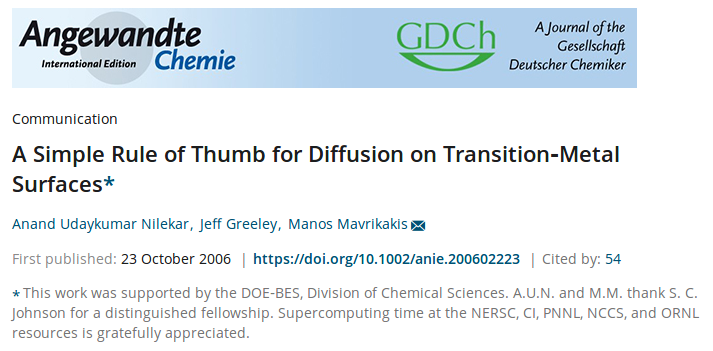 Angewandte
International Edition Chemie
GDCh
A Journal of the
Gesellschaft
Deutscher Chemiker
Communication
A Simple Rule of Thumb for Diffusion on Transition-Metal
Surfaces*
Anand Udaykumar Nilekar, Jeff Greeley, Manos Mavrikakis
First published: 23 October 2006 | https://doi.org/10.1002/anie.200602223 | Cited by: 54
* This work was supported by the DOE-BES, Division of Chemical Sciences. A.U.N. and M.M. thank S. C.
Johnson for a distinguished fellowship. Supercomputing time at the NERSC, CI, PNNL, NCCS, and ORNL
resources is gratefully appreciated.